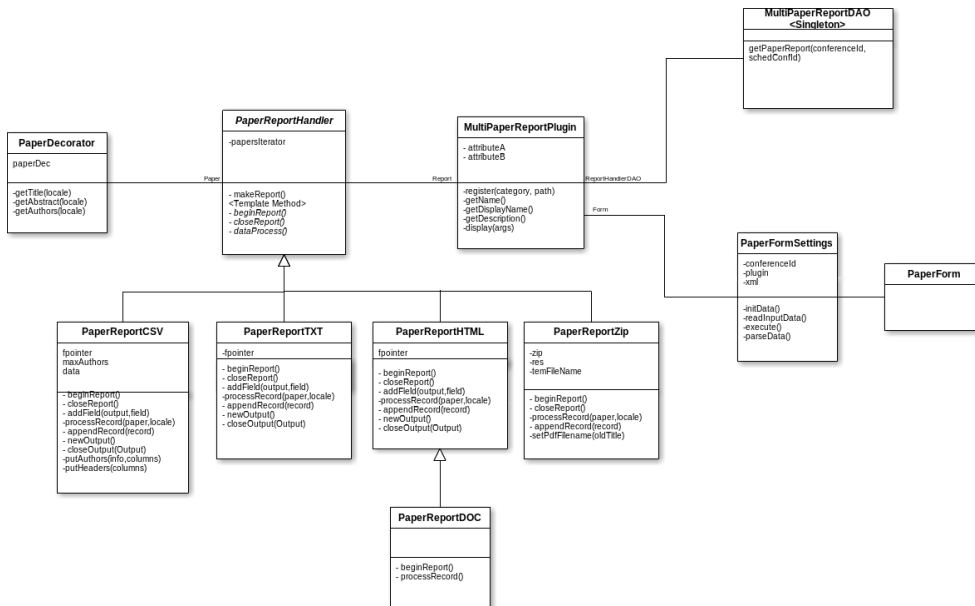 MultiPaperReportDAO
<Singleton>
getPaperReport(conferenceId,
schedConfId)
PaperReportHandler
-papersIterator
- makeReport()
<Template Method>
- beginReport()
- closeReport()
- dataProcess()
MultiPaperReportPlugin
- attributeA
- attributeB
-register(category, path)
-getName()
-getDisplayName()
-getDescription()
-display(args)
PaperDecorator
paperDec
-getTitle(locale)
-getAbstract(locale)
-getAuthors(locale)
Paper
Report
ReportHandlerDAO
Form
PaperFormSettings
-conferenceId
-plugin
-xml
-initData()
-readInputData()
-execute()
-parseData()
PaperForm
PaperReportCSV
fpointer
maxAuthors
data
- beginReport()
- closeReport()
- addField(output,field)
-processRecord(paper,locale)
- appendRecord(record)
- newOutput()
- closeOutput(Output)
-putAuthors(info,columns)
-putHeaders(columns)
PaperReportTXT
-fpointer
- beginReport()
- closeReport()
- addField(output,field)
-processRecord(paper,locale)
- appendRecord(record)
- newOutput()
- closeOutput(Output)
PaperReportHTML
fpointer
- beginReport()
- closeReport()
- addField(output,field)
-processRecord(paper,locale)
- appendRecord(record)
- newOutput()
- closeOutput(Output)
PaperReportZip
-zip
-res
-temFileName
- beginReport()
- closeReport()
-processRecord(paper,locale)
- appendRecord(record)
-setPdfFilename(oldTitle)
PaperReportDOC
- beginReport()
- processRecord()